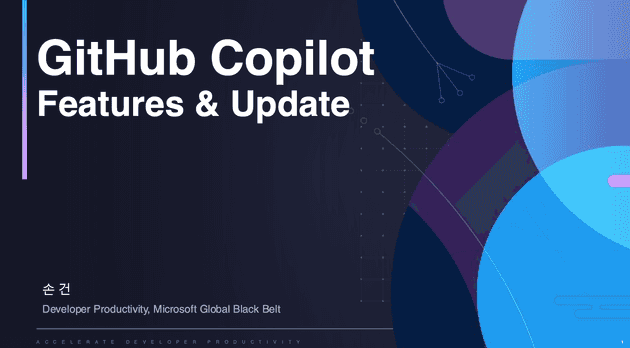 GitHub Copilot
Features & Update
손 건
Developer Productivity, Microsoft Global Black Belt
ACCELERATE DEVELOPER PRODUCTIVITY